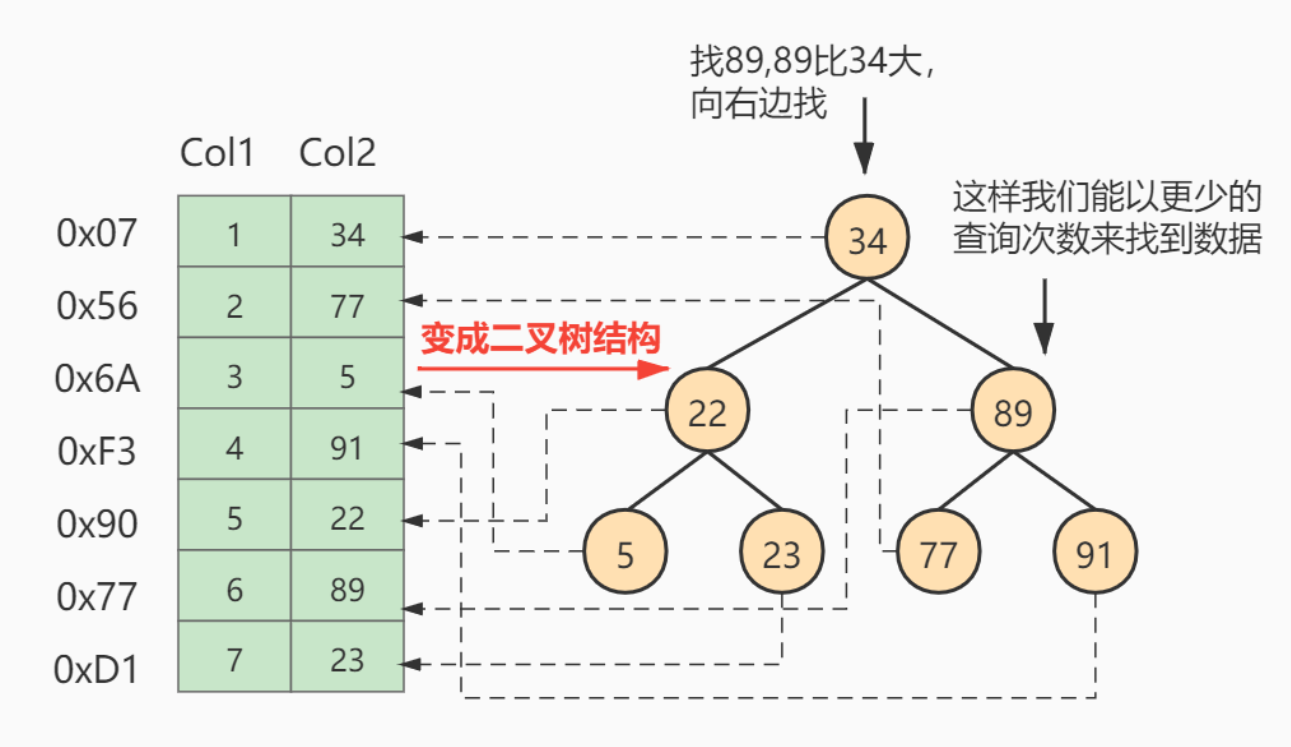 找89,89比34大,
向右边找
Col1 Col2
这样我们能以更少的
查询次数来找到数据
0x07 1 34
0x56 2 77
0x6A 3 5
0xF3 4 91
0x90 5 22
0x77 6 89
0xD1 7 23
变成二叉树结构
34
22 89
5 23 77 91